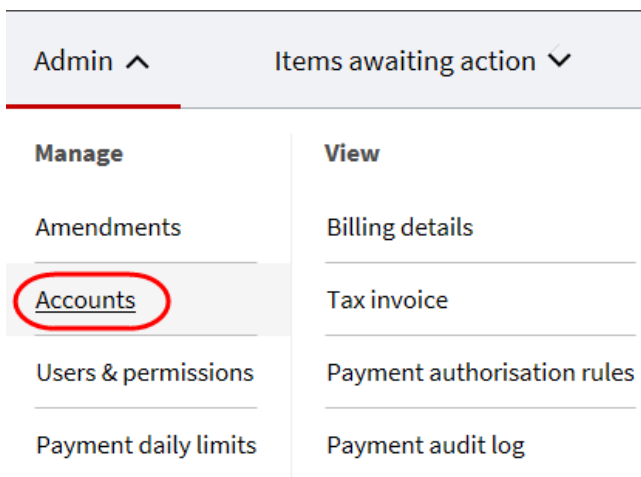 Admin
Items awaiting action
Manage
Amendments
Accounts
Users & permissions
Payment daily limits
View
Billing details
Tax invoice
Payment authorisation rules
Payment audit log